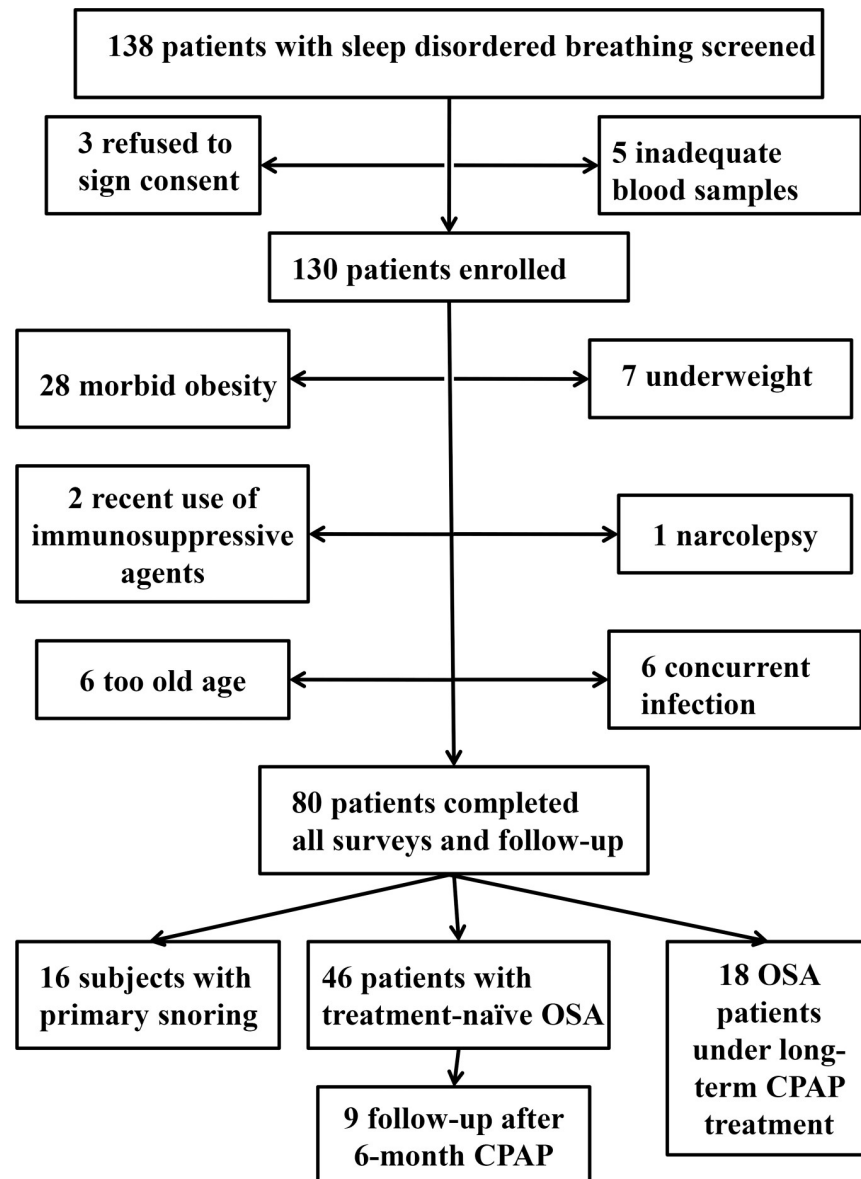 138 patients with sleep disordered breathing screened
3 refused to
sign consent
5 inadequate
blood samples
130 patients enrolled
28 morbid obesity
7 underweight
2 recent use of
immunosuppressive
agents
1 narcolepsy
6 too old age
6 concurrent
infection
80 patients completed
all surveys and follow-up
16 subjects with
primary snoring
46 patients with
treatment-naïve OSA
18 OSA
patients
under long-
term CPAP
treatment
9 follow-up after
6-month CPAP